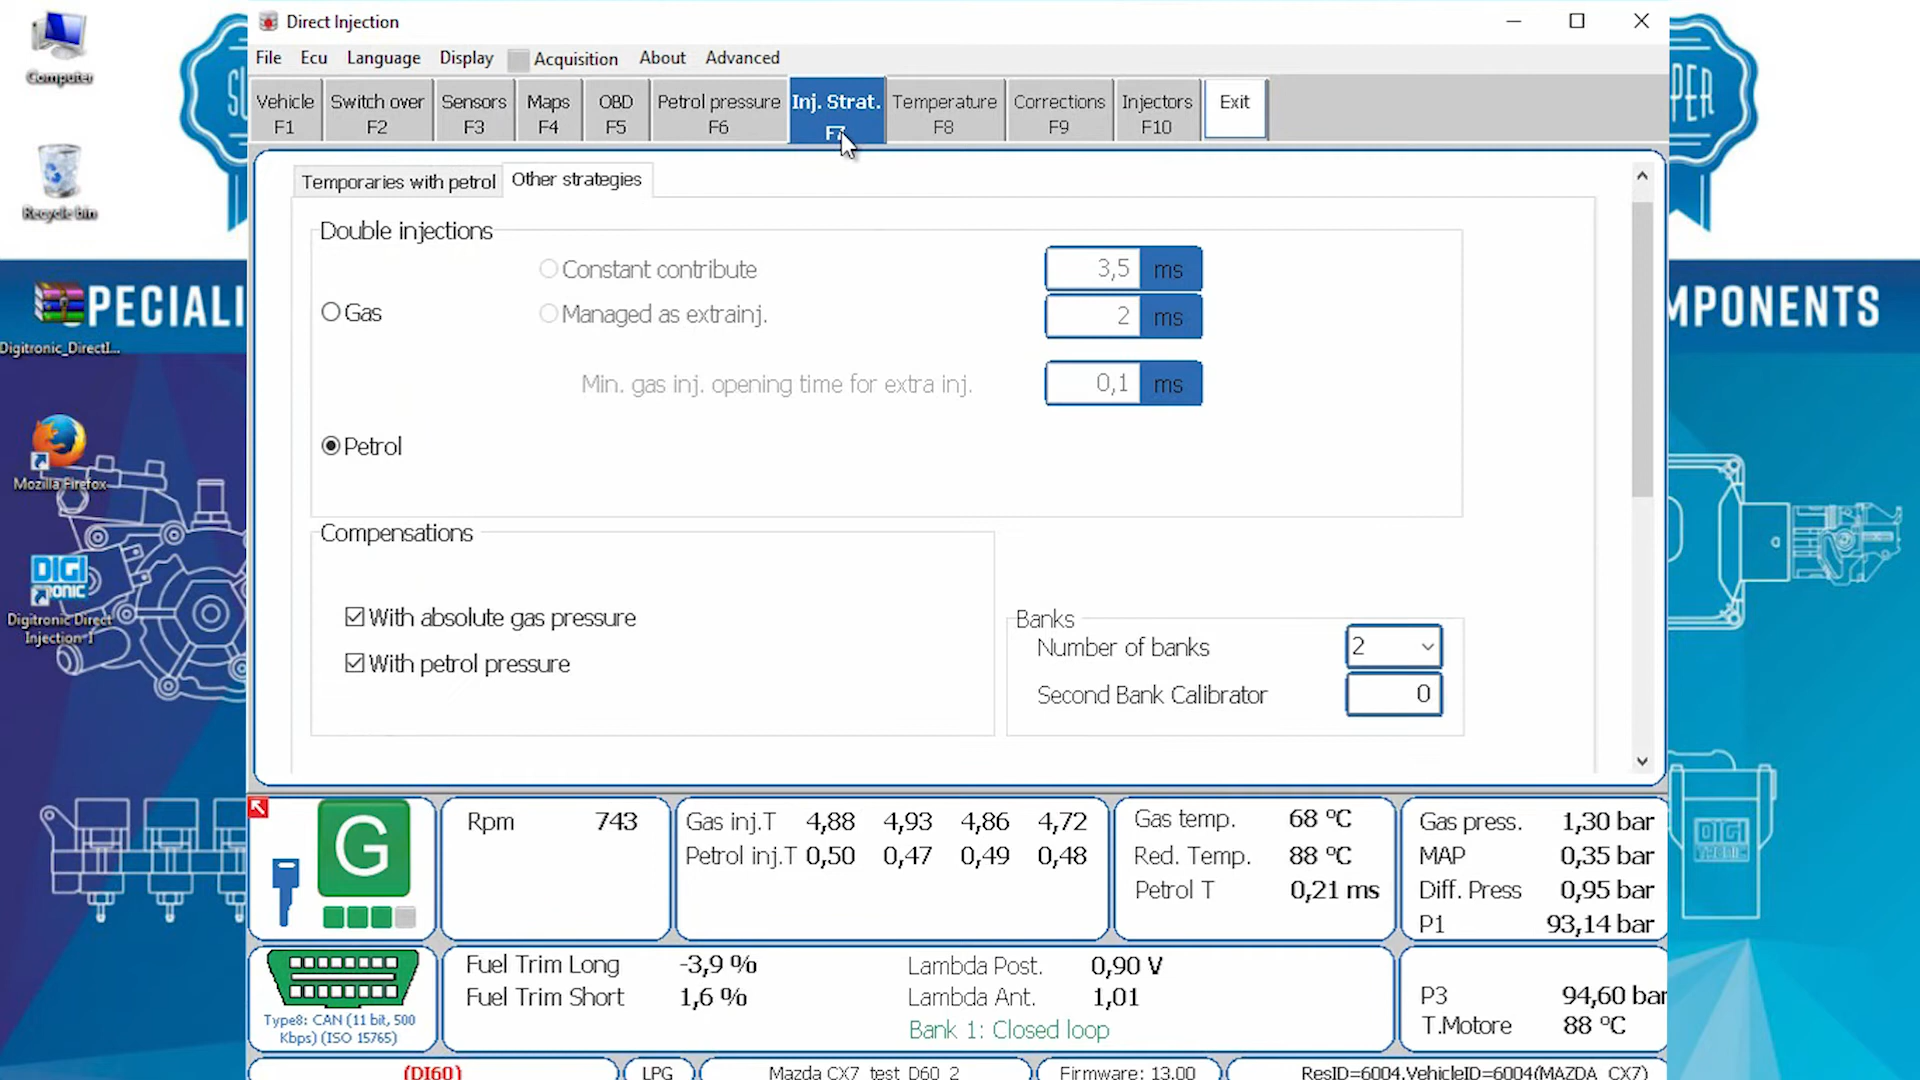 Direct Injection
File Ecu Language Display Acquisition About Advanced
Vehicle F1
Switch over F2
Sensors F3
Maps F4
OBD F5
Petrol pressure F6
Inj. Strat. F7
Temperature F8
Corrections F9
Injectors F10
Exit
Temporaries with petrol
Other strategies
Double injections
Constant contribute 3,5 ms
Gas
Managed as extrainj. 2 ms
Min. gas inj. opening time for extra inj. 0,1 ms
Petrol
Compensations
With absolute gas pressure
With petrol pressure
Banks
Number of banks 2
Second Bank Calibrator 0
G
Rpm 743
Gas inj.T 4,88 4,93 4,86 4,72
Petrol inj.T 0,50 0,47 0,49 0,48
Gas temp. 68 °C
Red. Temp. 88 °C
Petrol T 0,21 ms
Gas press. 1,30 bar
MAP 0,35 bar
Diff. Press 0,95 bar
P1 93,14 bar
Type8: CAN (11 bit, 500
Kbps) (ISO 15765)
Fuel Trim Long -3,9 %
Fuel Trim Short 1,6 %
Lambda Post. 0,90 V
Lambda Ant. 1,01
Bank 1: Closed loop
P3 94,60 bar
T.Motore 88 °C
(DI60)
LPG
Mazda CX7 test D60 2
Firmware: 13.00
ResID=6004,VehicleID=6004(MAZDA CX7)
Computer
Recycle bin
Digitronic_DirectI...
Mozilla Firefox
DIGI
TRONIC
Digitronic Direct
Injection 1
PECIALI
MPONENTS
SU
PER
DIGI
TRONIC